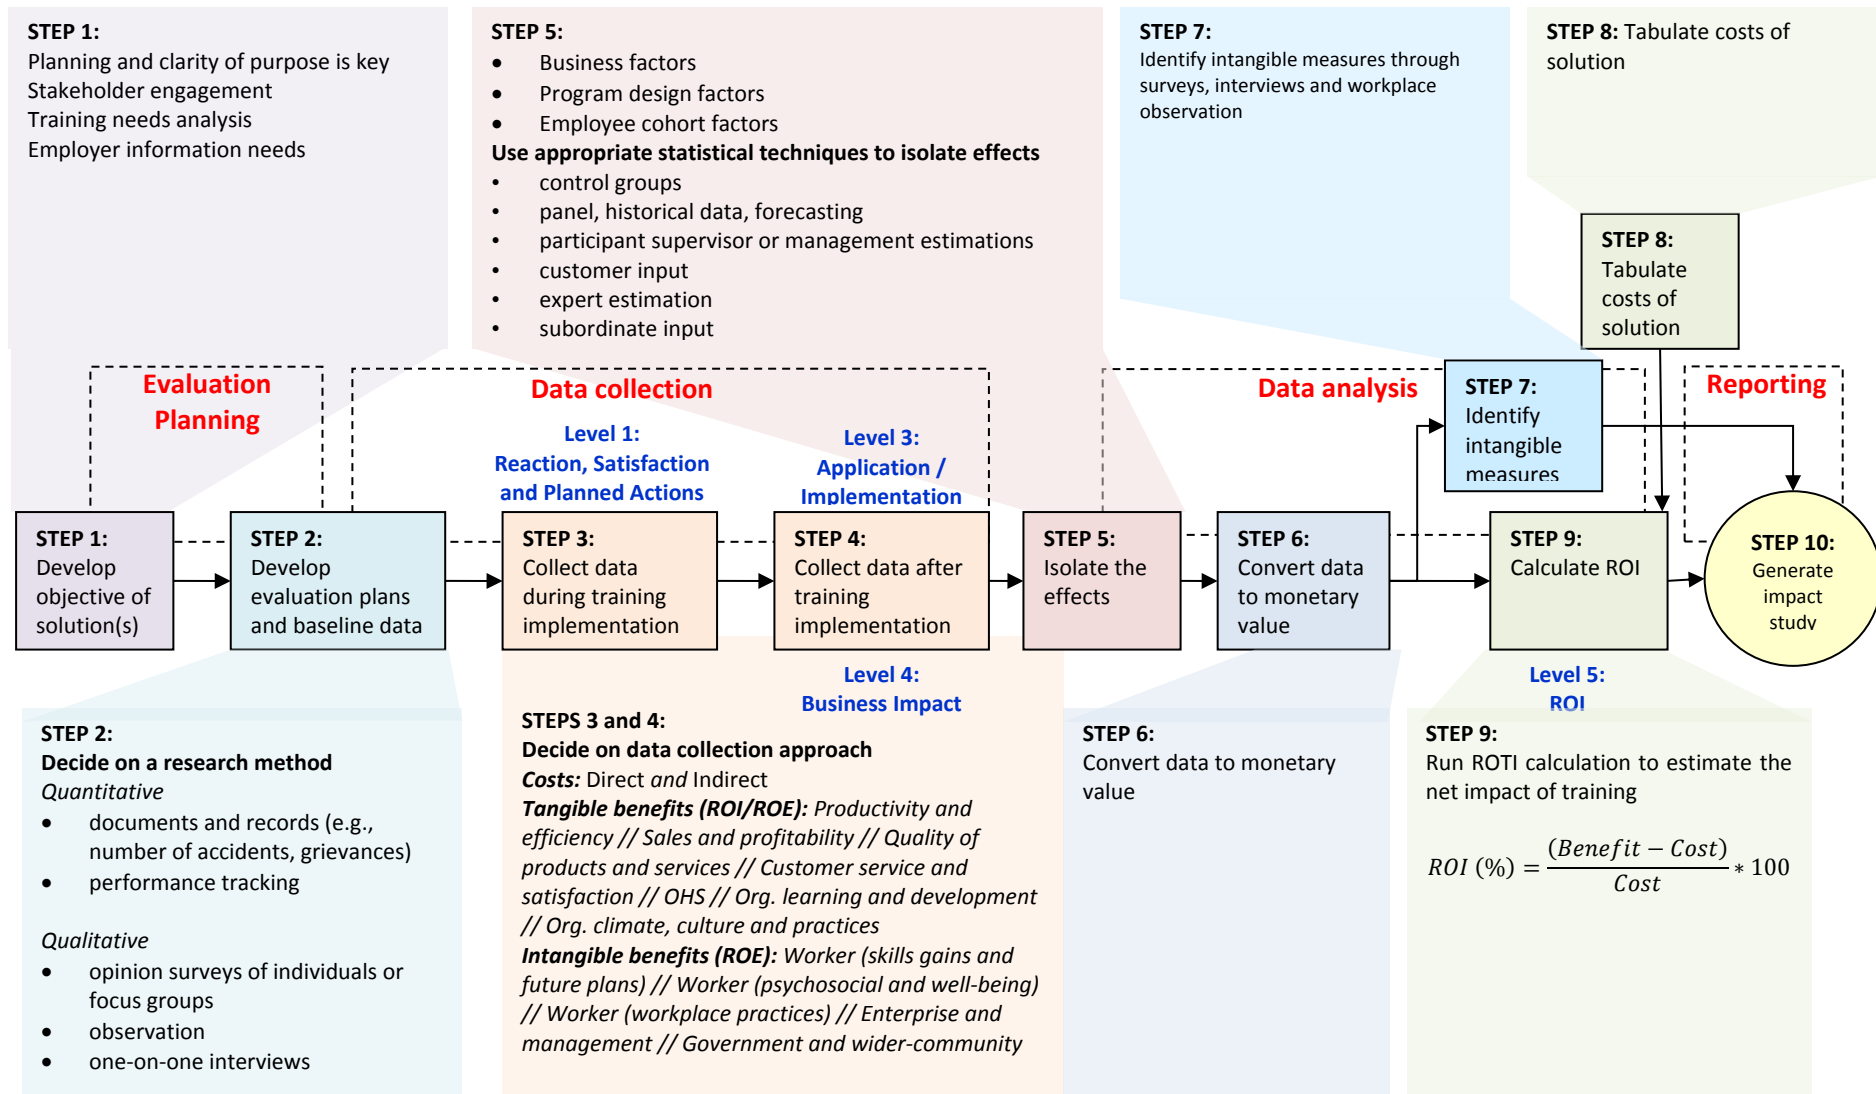 STEP 1:
Planning and clarity of purpose is key
Stakeholder engagement
Training needs analysis
Employer information needs
STEP 5:
• Business factors
• Program design factors
• Employee cohort factors
Use appropriate statistical techniques to isolate effects
• control groups
• panel, historical data, forecasting
• participant supervisor or management estimations
• customer input
• expert estimation
• subordinate input
STEP 7:
Identify intangible measures through
surveys, interviews and workplace
observation
STEP 8: Tabulate costs of
solution
STEP 8:
Tabulate
costs of
solution
Evaluation
Planning
Data collection
Data analysis
Reporting
Level 1:
Reaction, Satisfaction
and Planned Actions
Level 3:
Application /
Implementation
STEP 7:
Identify
intangible
measures
STEP 1:
Develop
objective of
solution(s)
STEP 2:
Develop
evaluation plans
and baseline data
STEP 3:
Collect data
during training
implementation
STEP 4:
Collect data after
training
implementation
STEP 5:
Isolate the
effects
STEP 6:
Convert data
to monetary
value
STEP 9:
Calculate ROI
STEP 10:
Generate
impact
study
Level 4:
Business Impact
Level 5:
ROI
STEP 2:
Decide on a research method
Quantitative
• documents and records (e.g.,
number of accidents, grievances)
• performance tracking
Qualitative
• opinion surveys of individuals or
focus groups
• observation
• one-on-one interviews
STEPS 3 and 4:
Decide on data collection approach
Costs: Direct and Indirect
Tangible benefits (ROI/ROE): Productivity and
efficiency // Sales and profitability // Quality of
products and services // Customer service and
satisfaction // OHS // Org. learning and development
// Org. climate, culture and practices
Intangible benefits (ROE): Worker (skills gains and
future plans) // Worker (psychosocial and well-being)
// Worker (workplace practices) // Enterprise and
management // Government and wider-community
STEP 6:
Convert data to monetary
value
STEP 9:
Run ROTI calculation to estimate the
net impact of training
ROI (%) = (Benefit − Cost) / Cost * 100